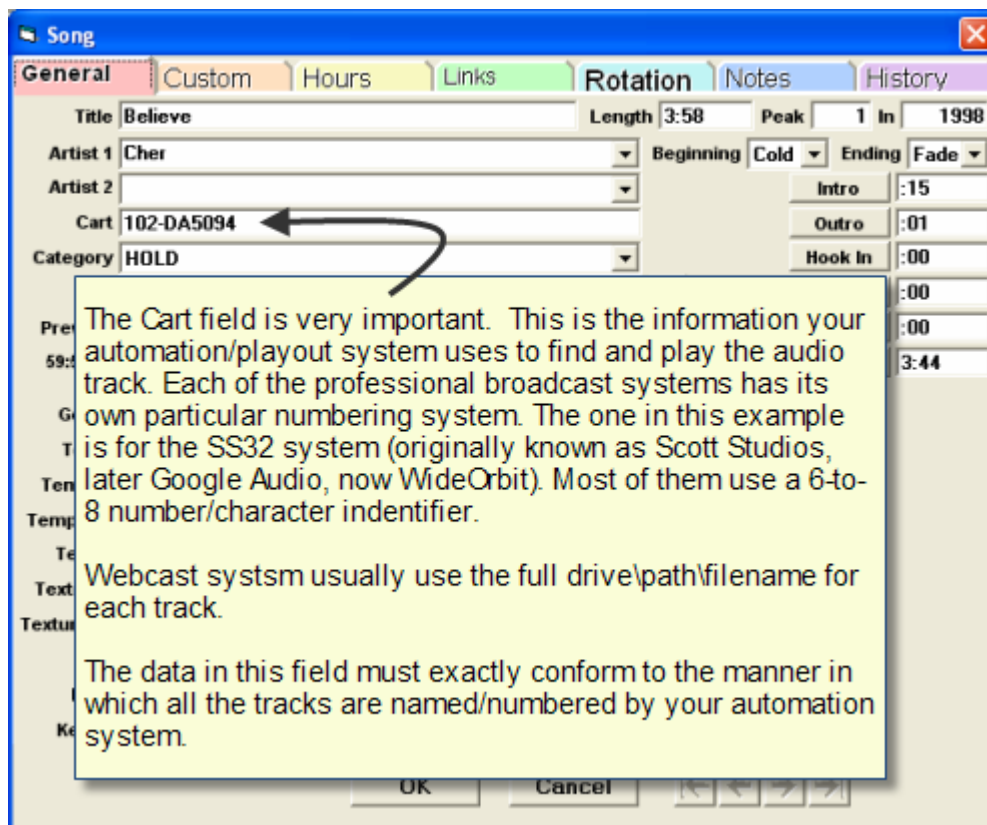 Song
General Custom Hours Links Rotation Notes History
Title Believe Length 3:58 Peak 1 In 1998
Artist 1 Cher Beginning Cold Ending Fade
Artist 2 Intro :15
Cart 102-DA5094 Outro :01
Category HOLD Hook In :00
:00
:00
3:44
The Cart field is very important. This is the information your
automation/playout system uses to find and play the audio
track. Each of the professional broadcast systems has its
own particular numbering system. The one in this example
is for the SS32 system (originally known as Scott Studios,
later Google Audio, now WideOrbit). Most of them use a 6-to-
8 number/character indentifier.
Webcast systsm usually use the full drive\path\filename for
each track.
The data in this field must exactly conform to the manner in
which all the tracks are named/numbered by your automation
system.
OK Cancel